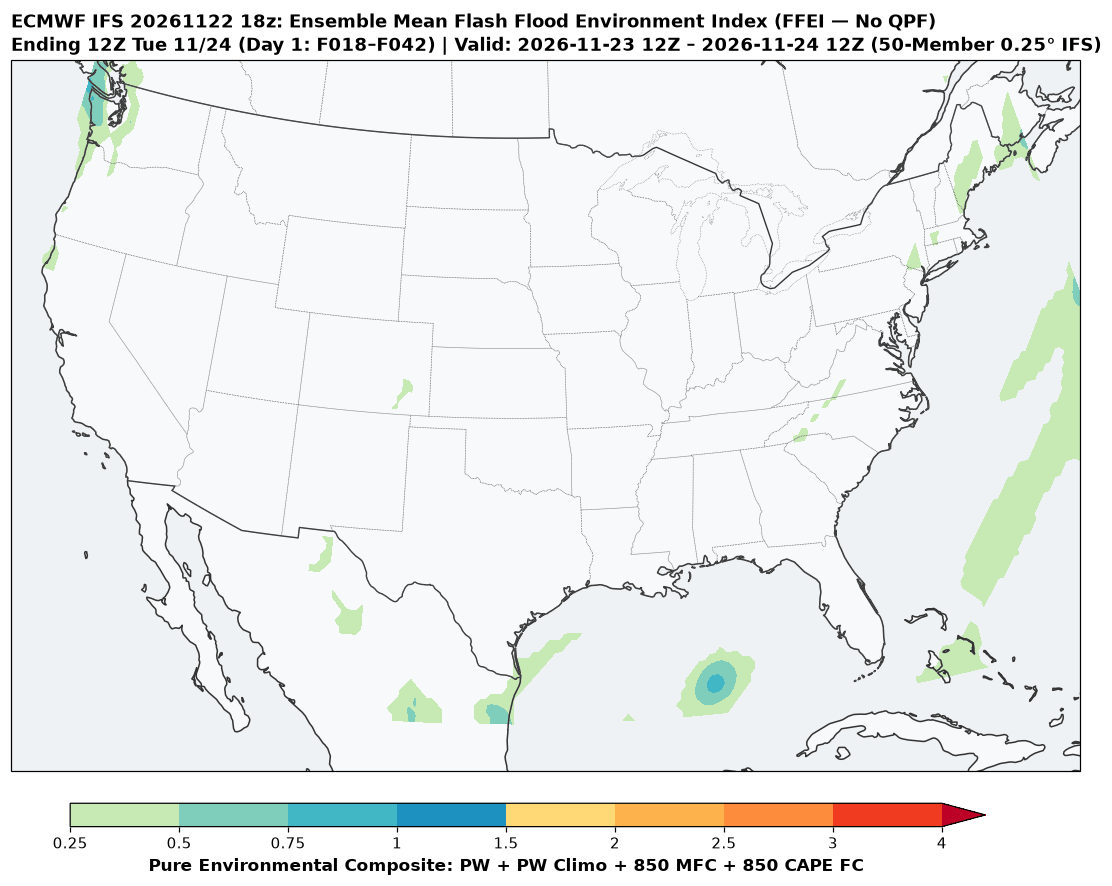 ECMWF IFS 20261122 18z: Ensemble Mean Flash Flood Environment Index (FFEI — No QPF)
Ending 12Z Tue 11/24 (Day 1: F018–F042) | Valid: 2026-11-23 12Z – 2026-11-24 12Z (50-Member 0.25° IFS)
0.25 0.5 0.75 1 1.5 2 2.5 3 4
Pure Environmental Composite: PW + PW Climo + 850 MFC + 850 CAPE FC